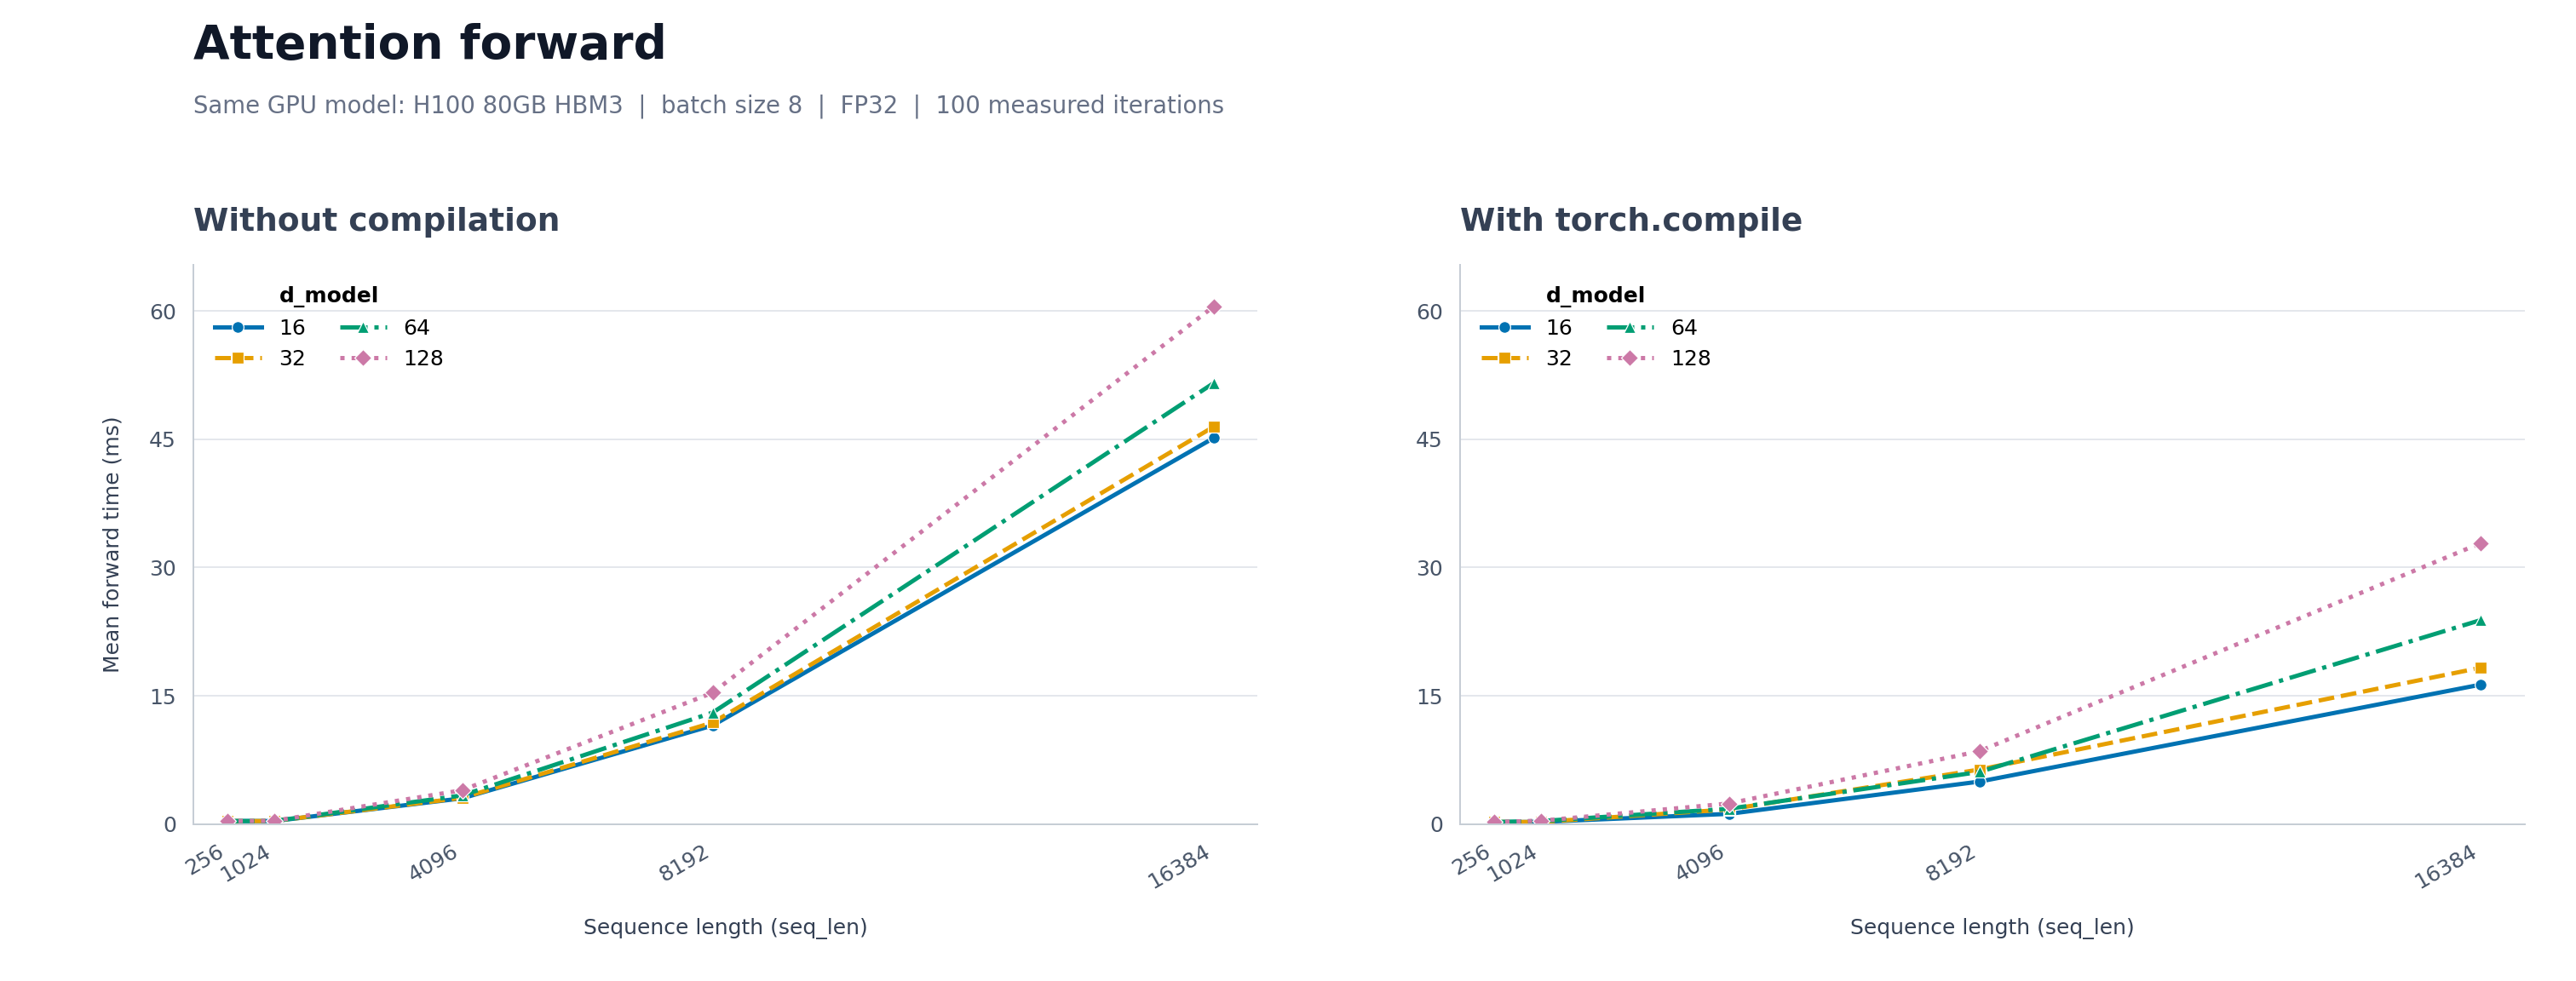 Attention forward
Same GPU model: H100 80GB HBM3 | batch size 8 | FP32 | 100 measured iterations
Without compilation
d_model
16 64
32 128
60
45
30
15
0
Mean forward time (ms)
256 1024 4096 8192 16384
Sequence length (seq_len)
With torch.compile
d_model
16 64
32 128
60
45
30
15
0
256 1024 4096 8192 16384
Sequence length (seq_len)